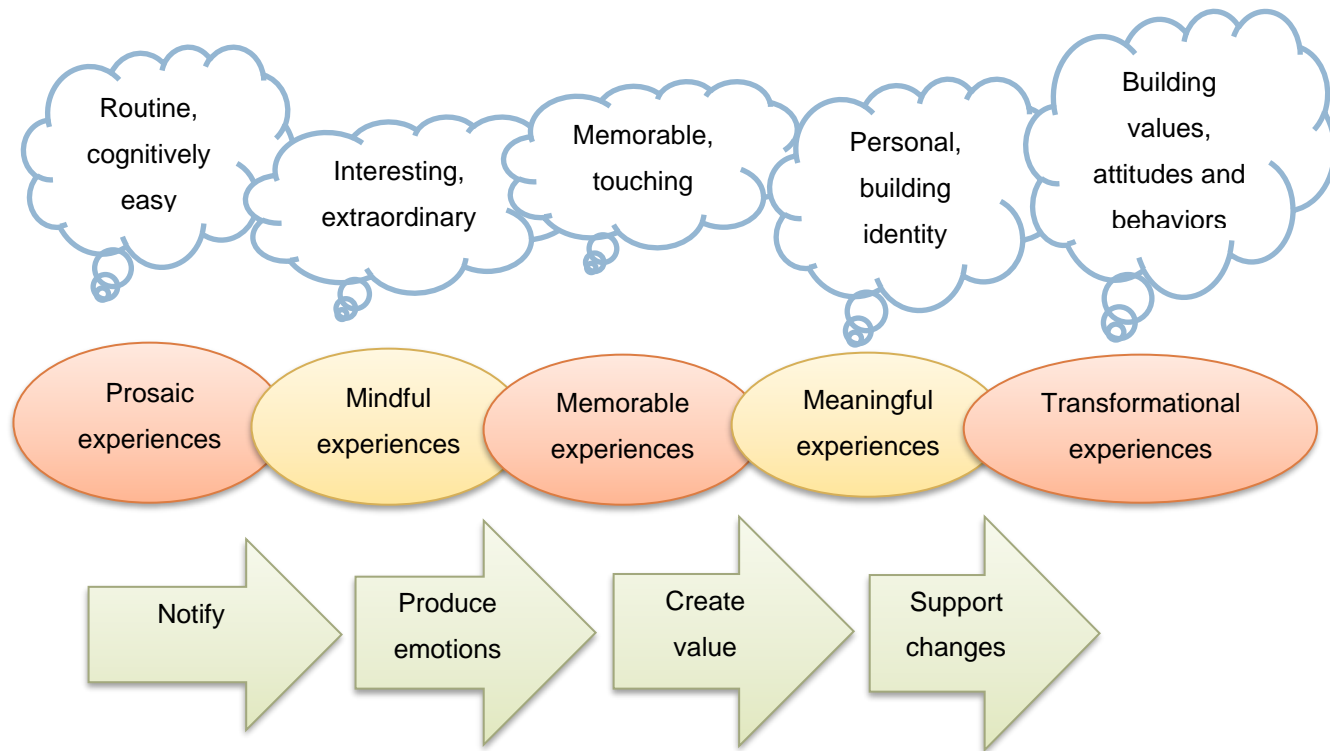 Routine,
cognitively
easy
Interesting,
extraordinary
Memorable,
touching
Personal,
building
identity
Building
values,
attitudes and
behaviors
Prosaic
experiences
Mindful
experiences
Memorable
experiences
Meaningful
experiences
Transformational
experiences
Notify
Produce
emotions
Create
value
Support
changes